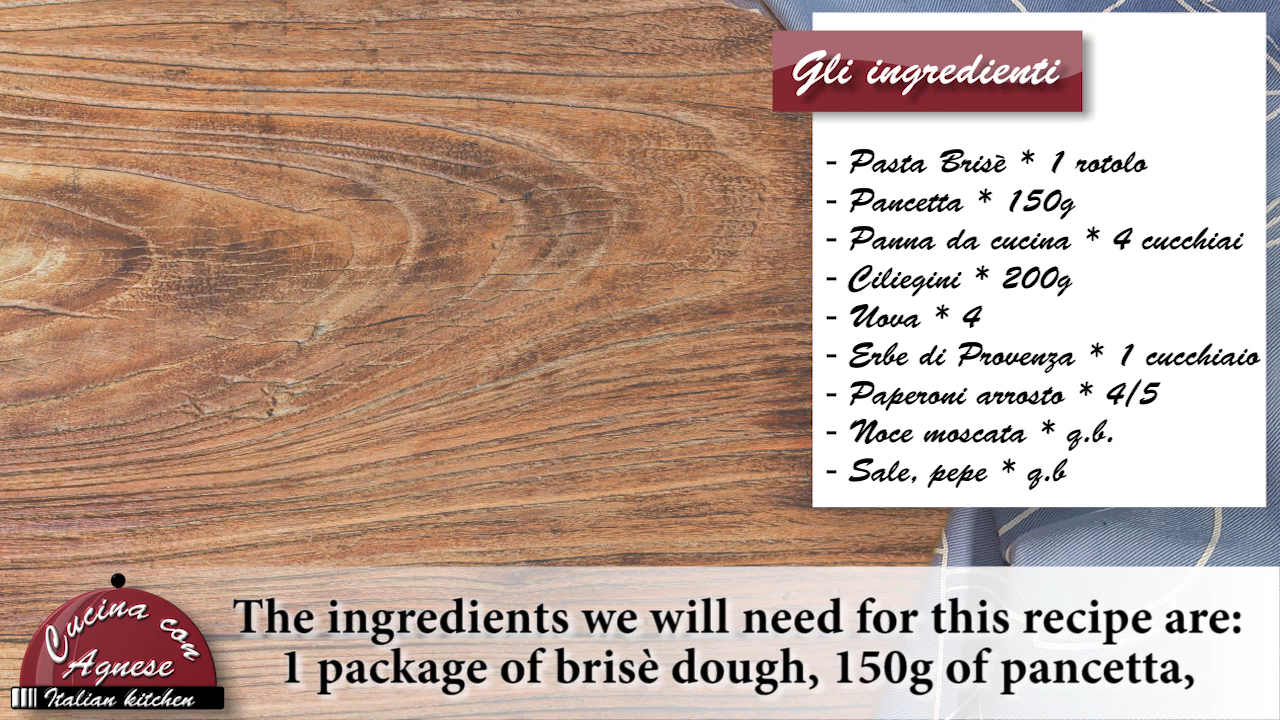 Gli ingredienti
- Pasta Brisè * 1 rotolo
- Pancetta * 150g
- Panna da cucina * 4 cucchiai
- Ciliegini * 200g
- Uova * 4
- Erbe di Provenza * 1 cucchiaio
- Paperoni arrosto * 4/5
- Noce moscata * q.b.
- Sale, pepe * q.b
The ingredients we will need for this recipe are:
1 package of brisè dough, 150g of pancetta,
Cucina con
Agnese
Italian kitchen